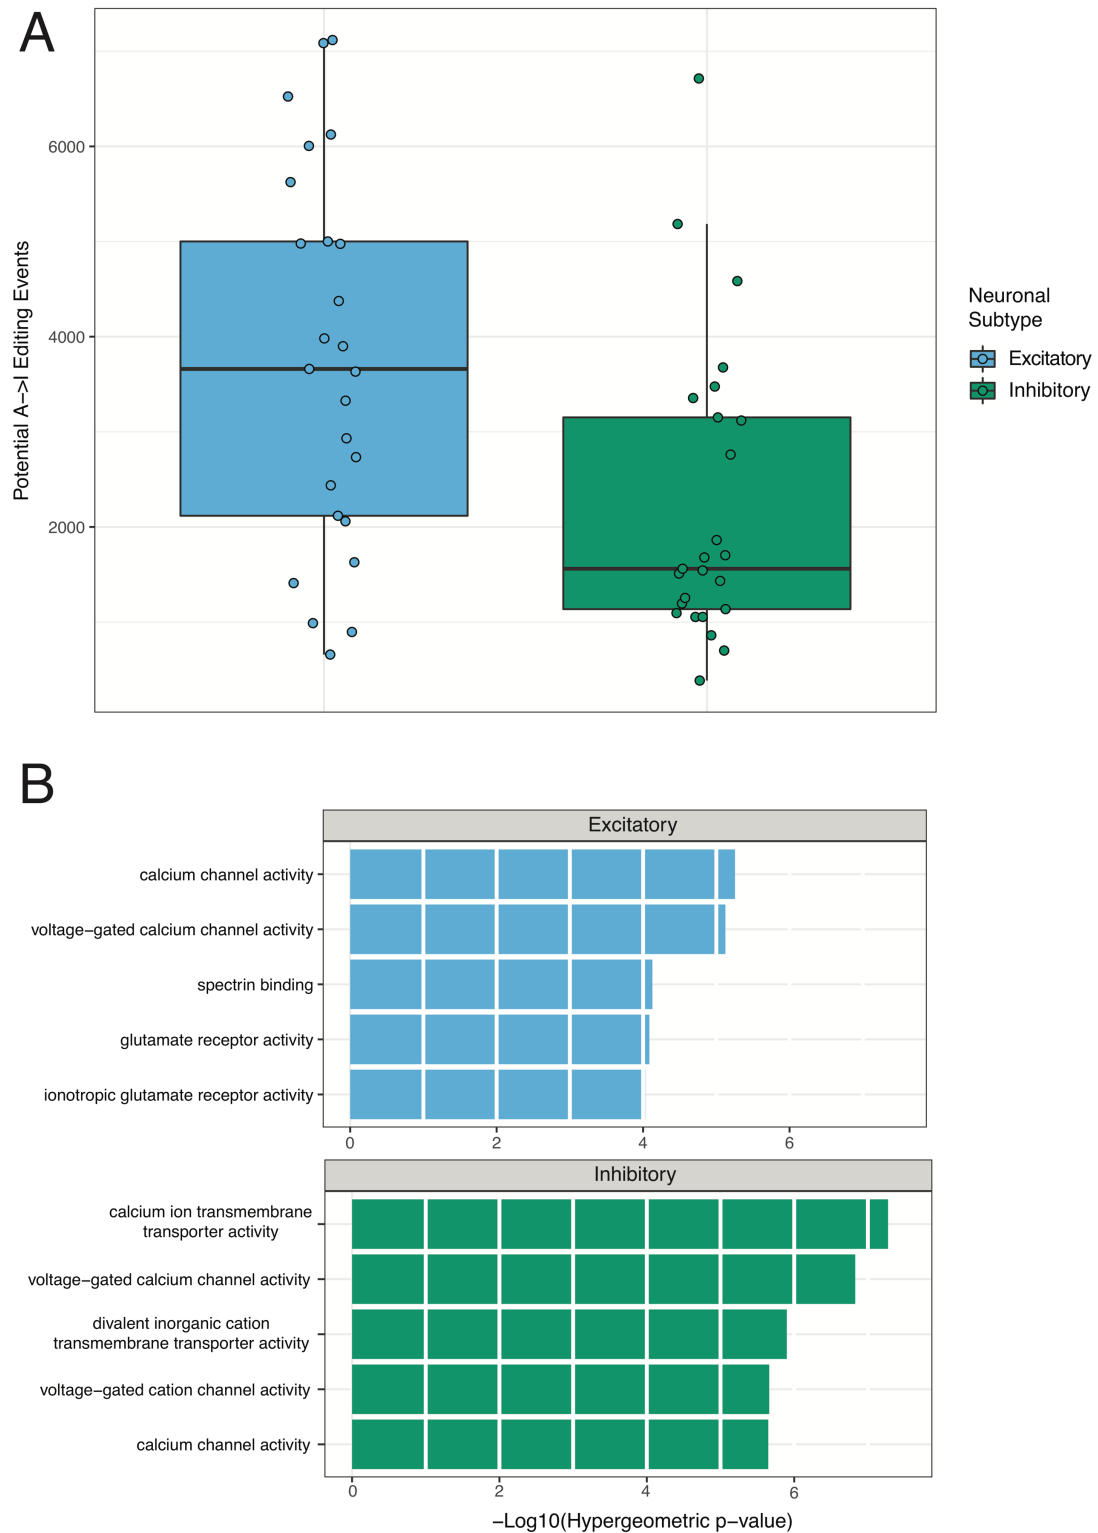 A
6000
4000
2000
Potential A−>I Editing Events
Neuronal
Subtype
Excitatory
Inhibitory
B
Excitatory
calcium channel activity
voltage−gated calcium channel activity
spectrin binding
glutamate receptor activity
ionotropic glutamate receptor activity
0 2 4 6
Inhibitory
calcium ion transmembrane
transporter activity
voltage−gated calcium channel activity
divalent inorganic cation
transmembrane transporter activity
voltage−gated cation channel activity
calcium channel activity
0 2 4 6
−Log10(Hypergeometric p−value)